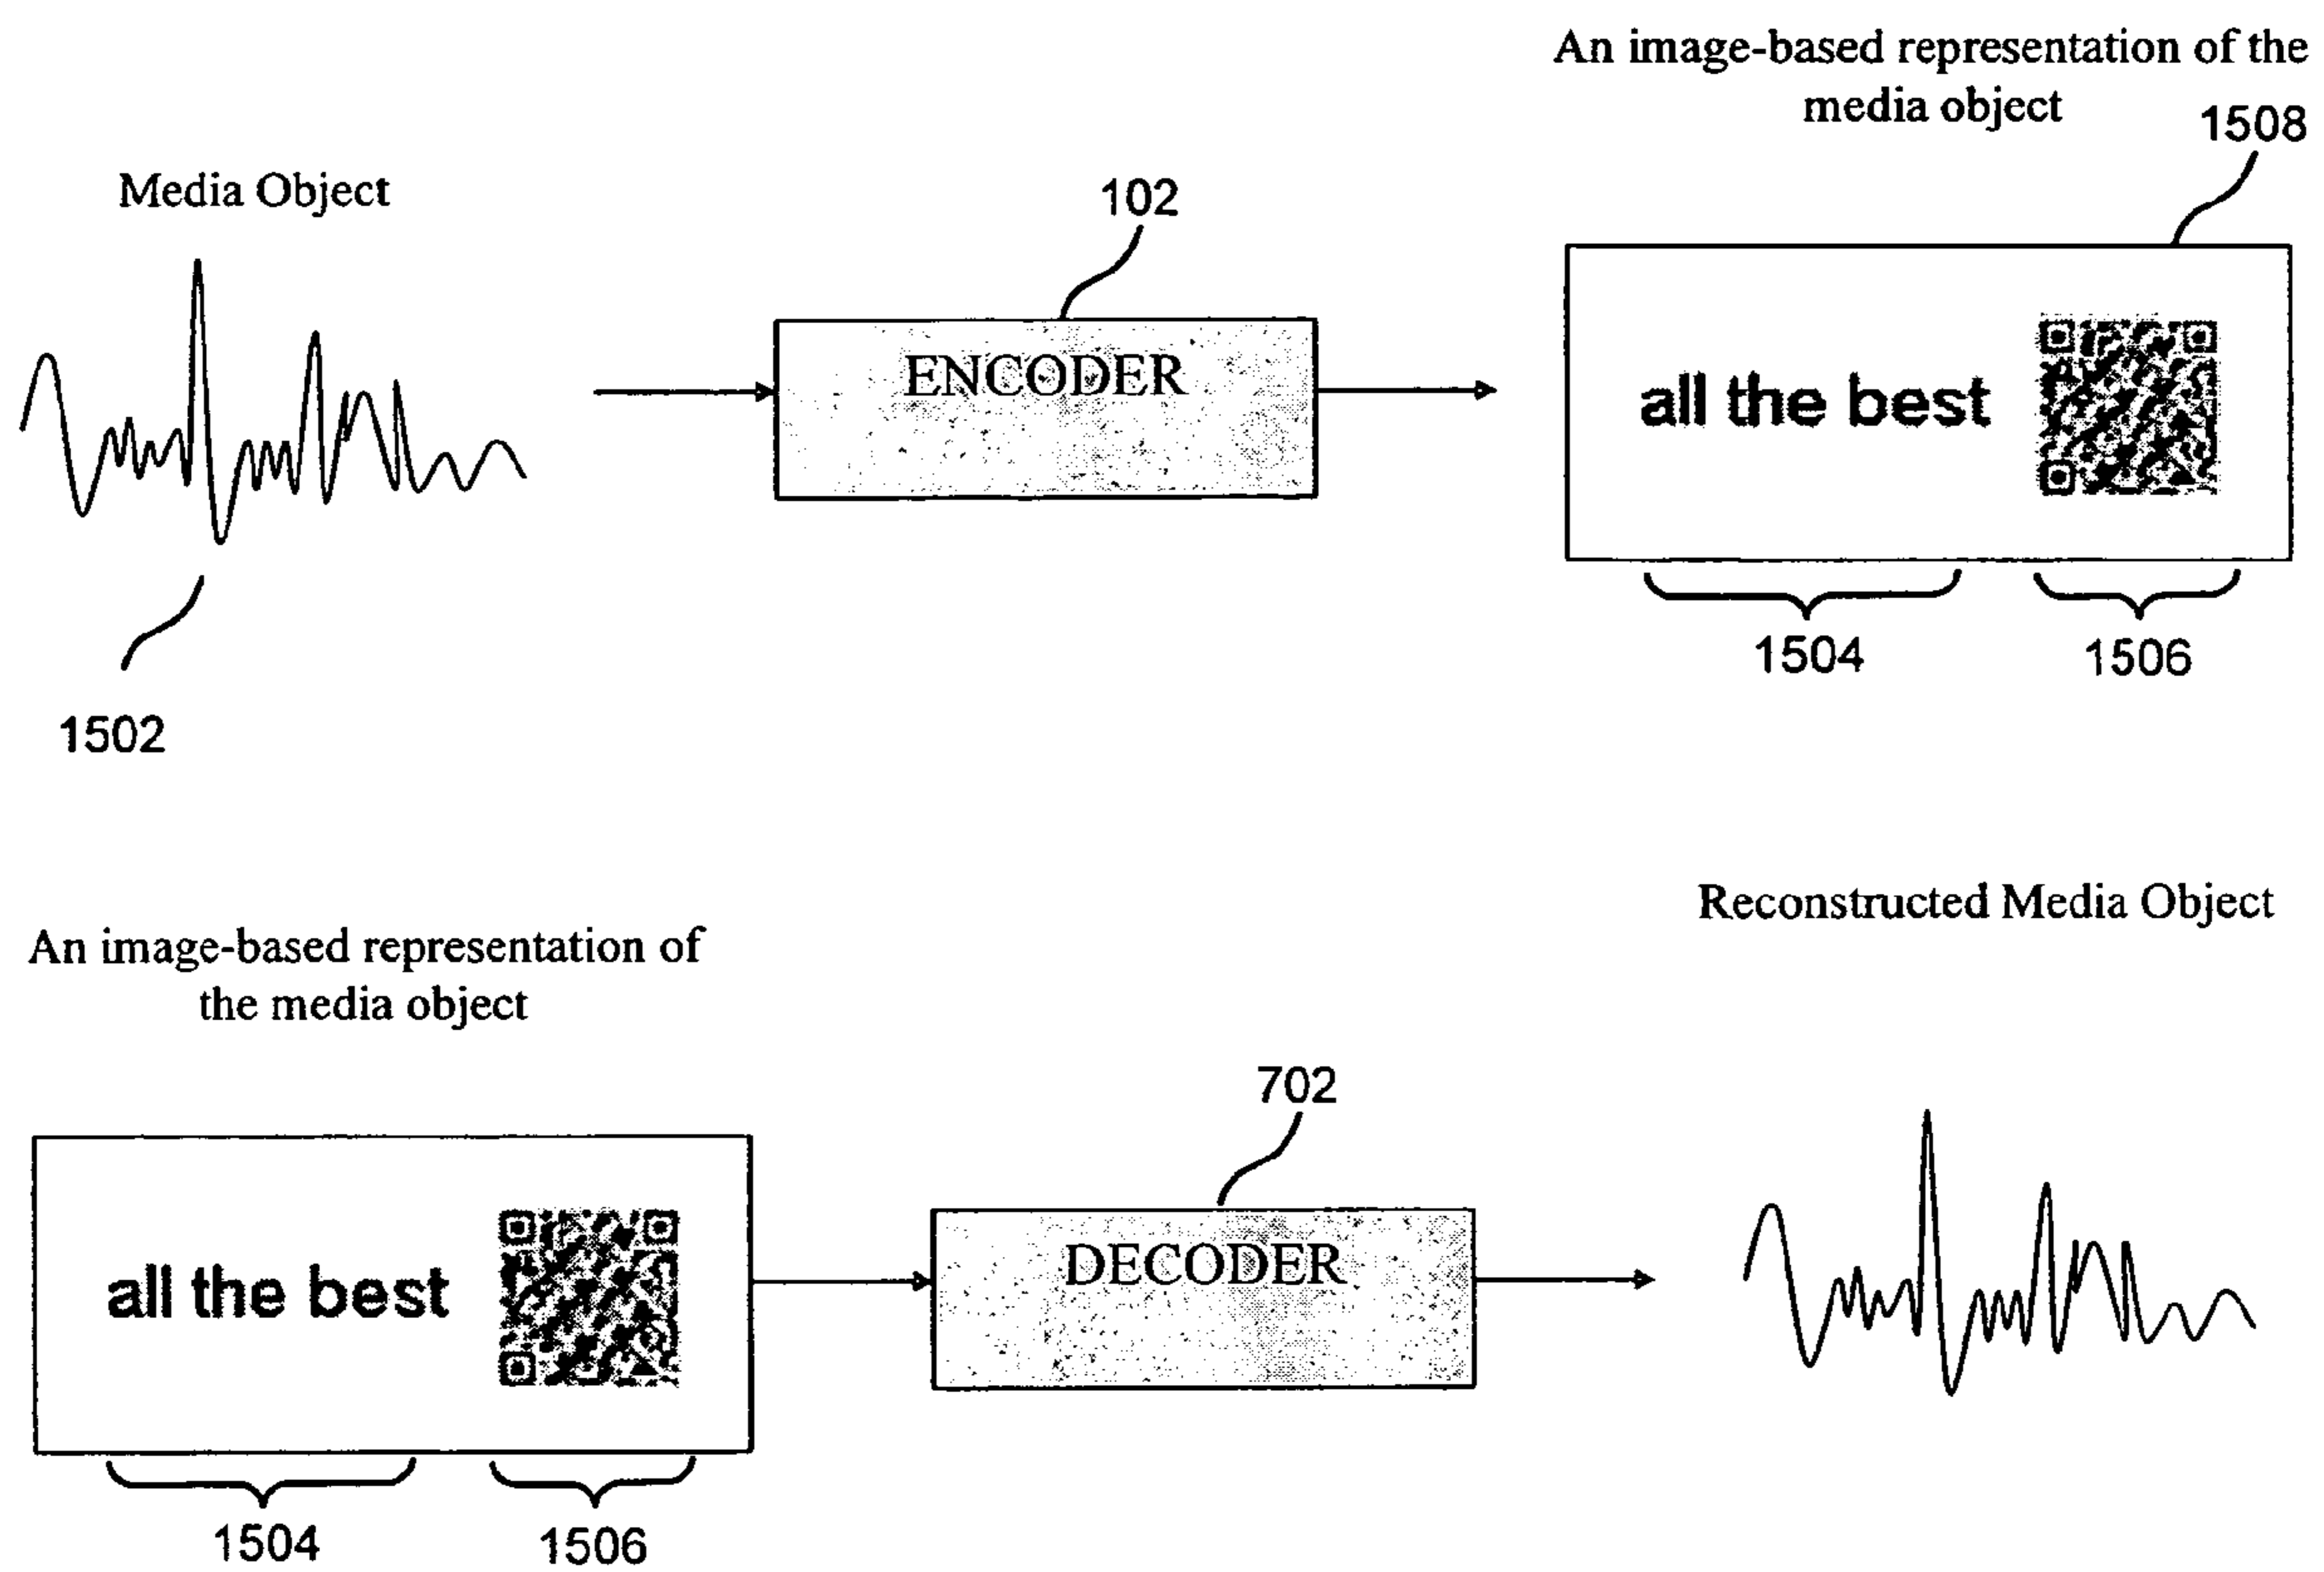 An image-based representation of the
media object
1508
Media Object
102
ENCODER
all the best
1504
1506
1502
Reconstructed Media Object
An image-based representation of
the media object
702
DECODER
all the best
1504
1506